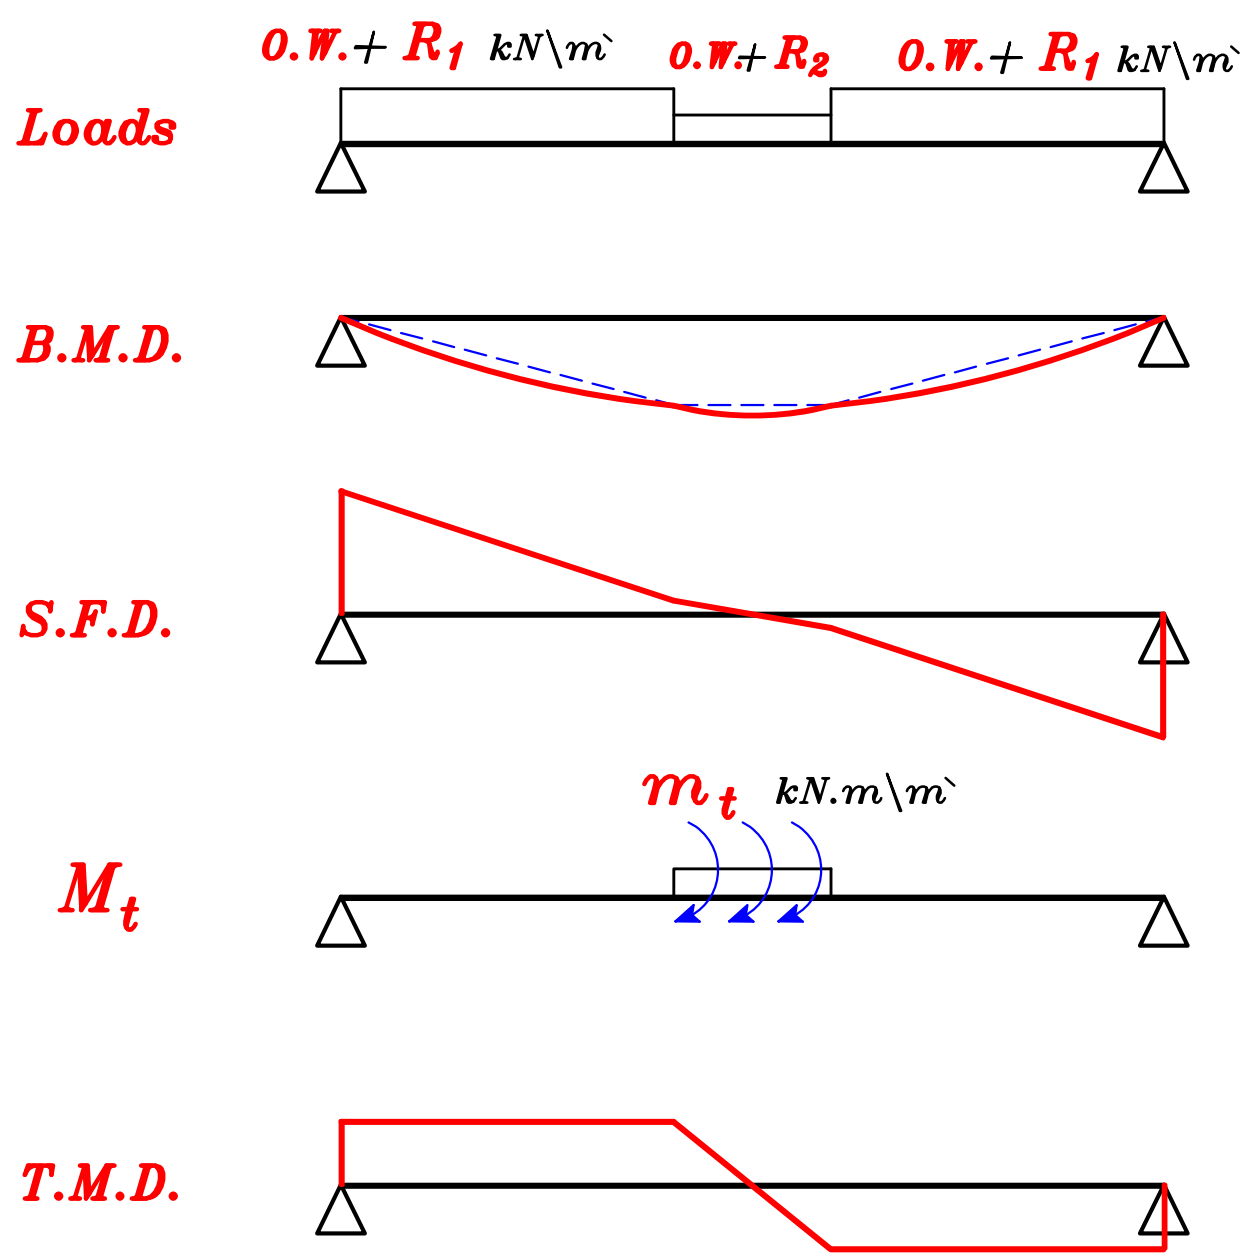 O.W.+ R1 kN\m` O.W.+ R2 O.W.+ R1 kN\m`
Loads
B.M.D.
S.F.D.
mt kN.m\m`
Mt
T.M.D.